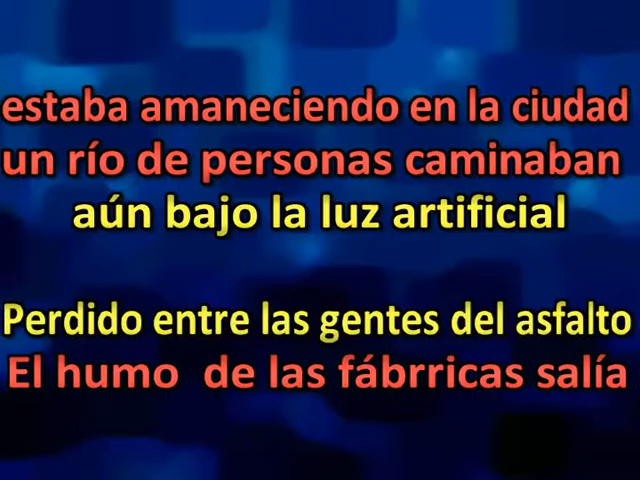 estaba amaneciendo en la ciudad
un río de personas caminaban
aún bajo la luz artificial
Perdido entre las gentes del asfalto
El humo  de las fábrricas salía